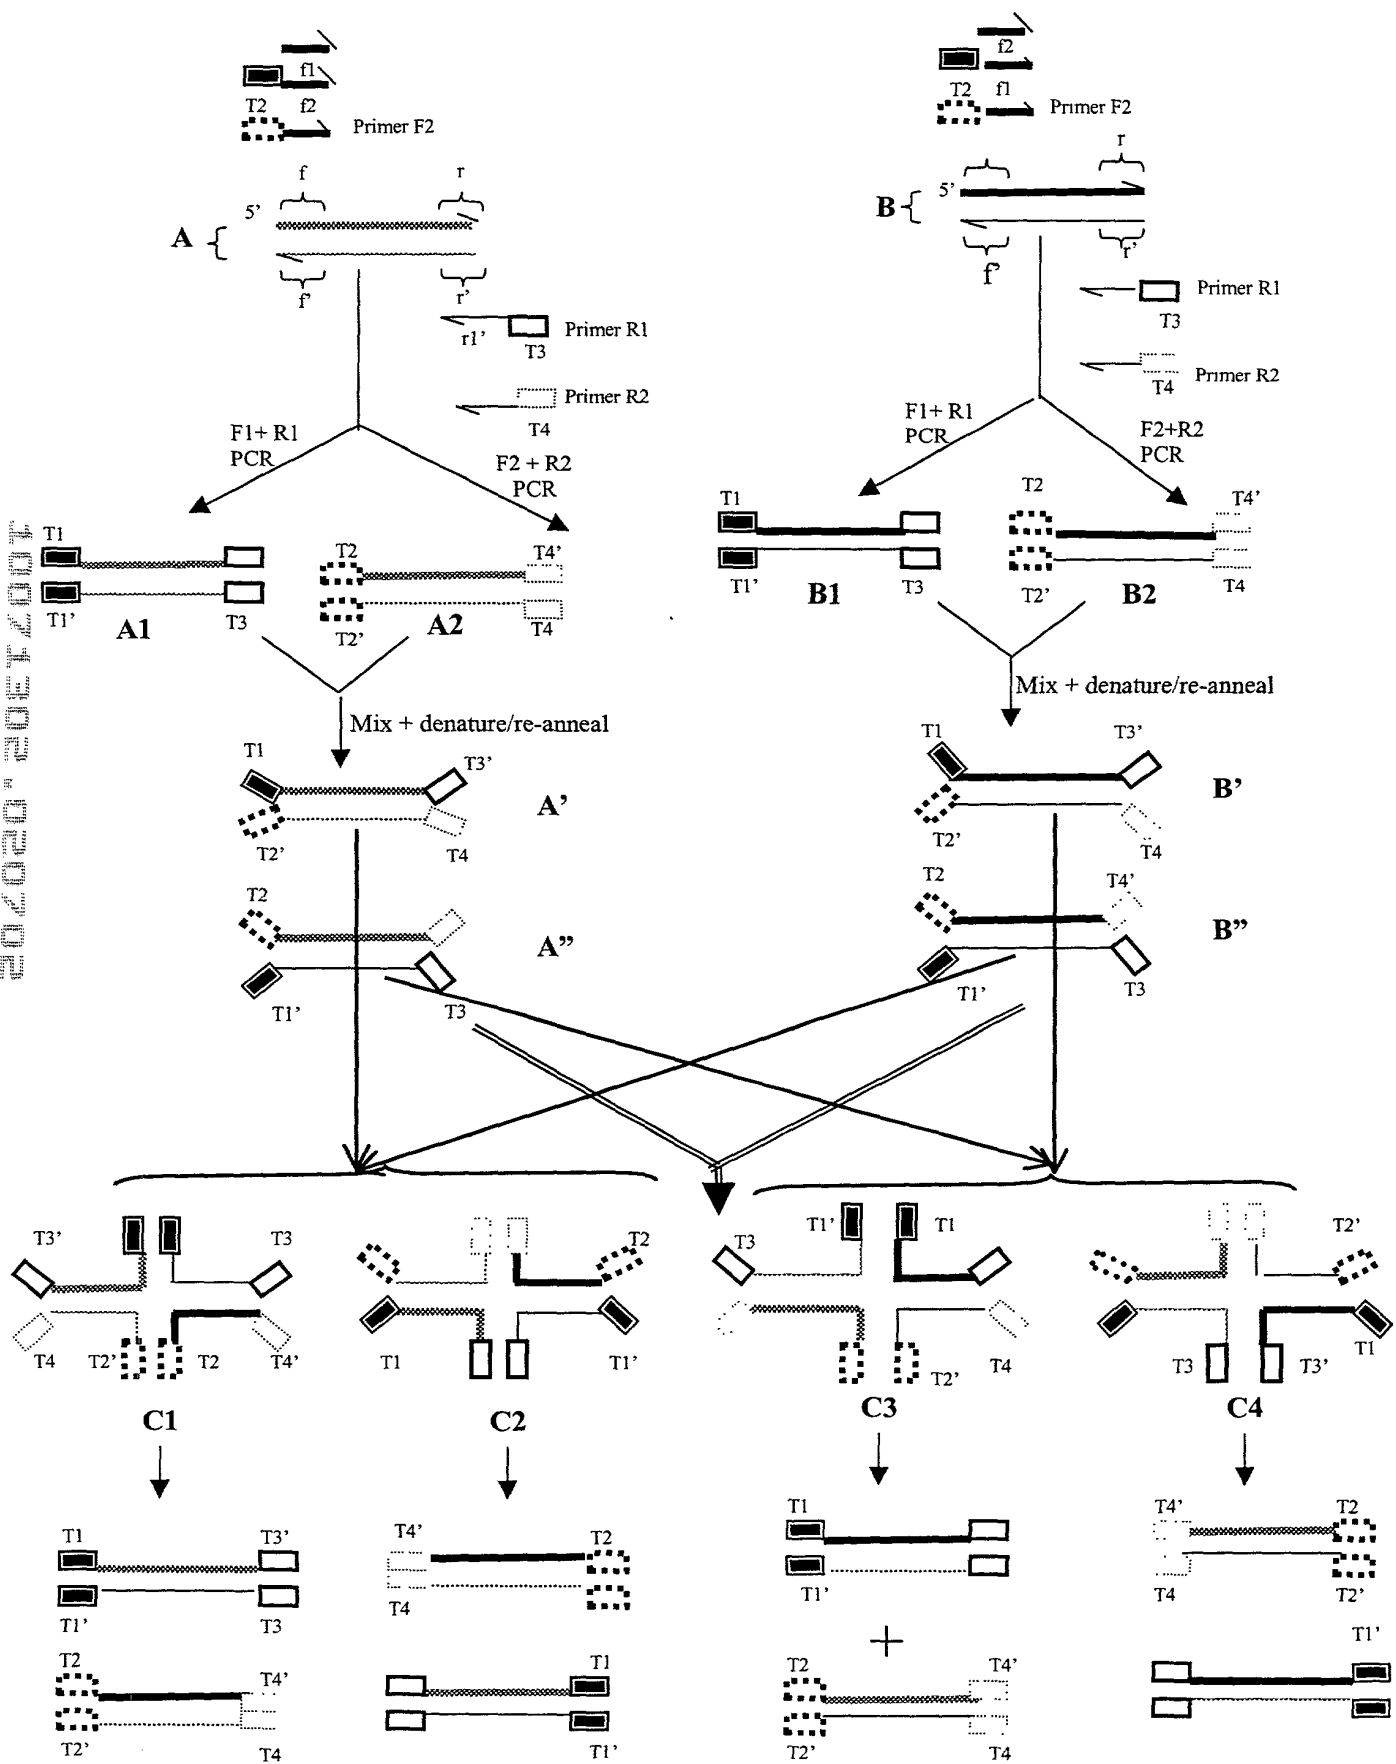 f1
T2
f2
Primer F2
f2
T2
f1
Primer F2
f
r
5'
A
f'
r'
r
5'
B
f'
r'
Primer R1
r1'
T3
Primer R2
T4
Primer R1
T3
Primer R2
T4
F1+ R1
PCR
F2 + R2
PCR
F1+ R1
PCR
F2+R2
PCR
T1
T1'
T3
A1
T2
T4'
T2'
A2
T4
T1
T1'
B1
T3
T2
T4'
T2'
B2
T4
Mix + denature/re-anneal
Mix + denature/re-anneal
T1
T3'
A'
T2'
T4
T2
A”
T1'
T3
T1
T3'
B'
T2'
T4
T2
T4'
B”
T1'
T3
T3'
T3
T4
T2'
T2
T4'
C1
T2
T1
T1'
C2
T1'
T1
T3
T2'
T4
C3
T2'
T3
T3'
T1
C4
T1
T3'
T1'
T3
T2
T4'
T2'
T4
T4'
T2
T4
T1
T1'
T1
T1'
+
T2
T4'
T2'
T4
T4'
T2
T4
T2'
T1'
10071303.020702